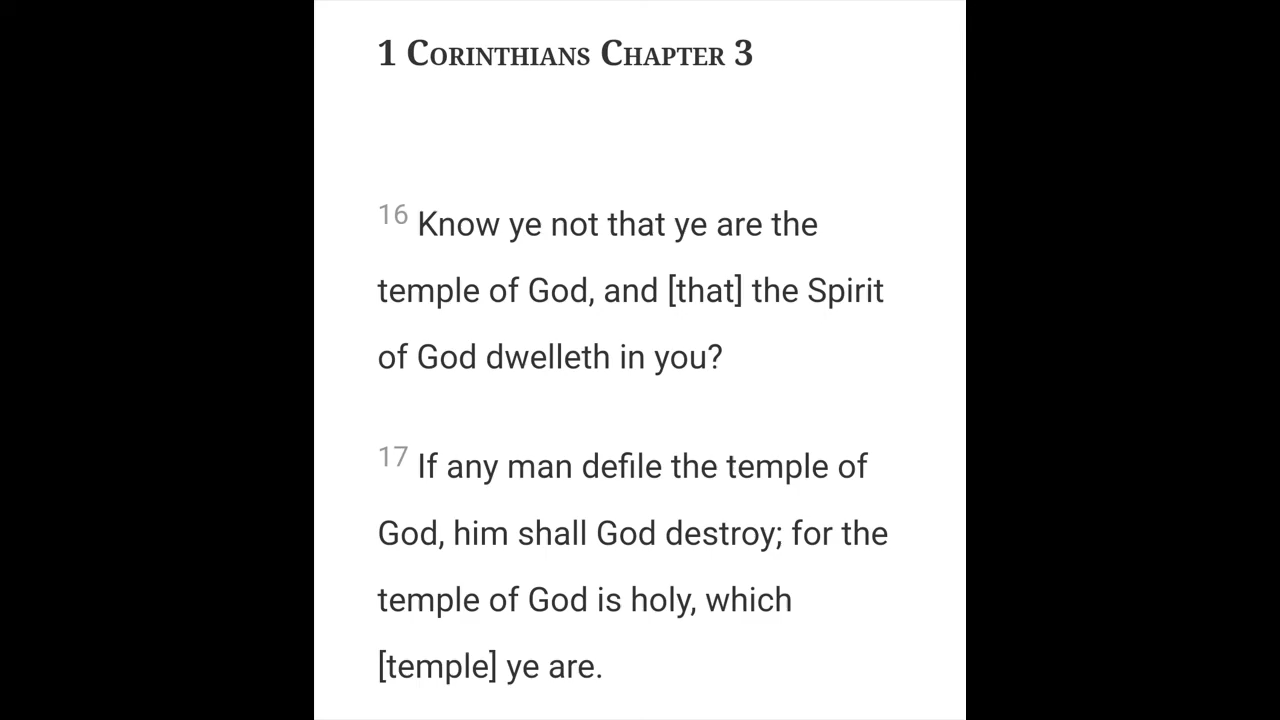 1 Corinthians Chapter 3
16 Know ye not that ye are the
temple of God, and [that] the Spirit
of God dwelleth in you?
17 If any man defile the temple of
God, him shall God destroy; for the
temple of God is holy, which
[temple] ye are.